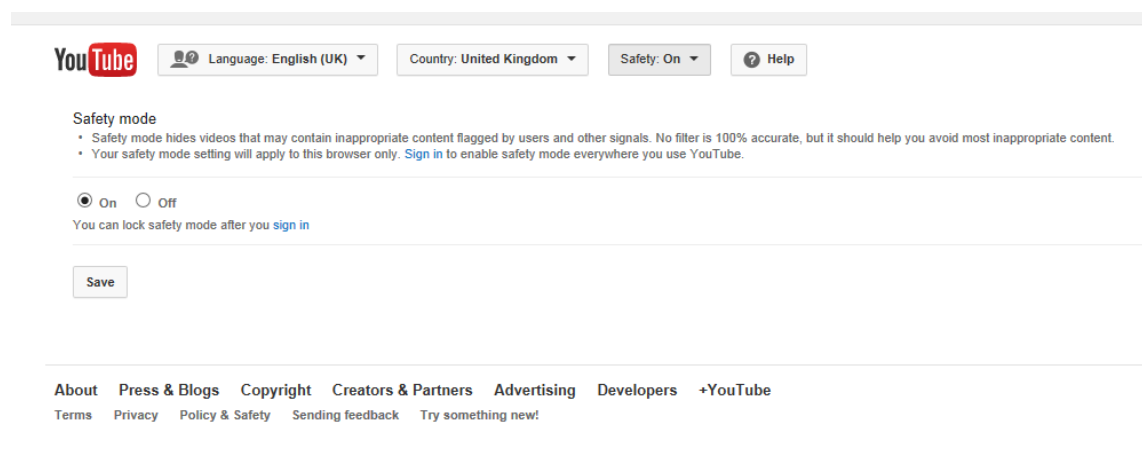 YouTube Language: English (UK) Country: United Kingdom Safety: On Help
Safety mode
• Safety mode hides videos that may contain inappropriate content flagged by users and other signals. No filter is 100% accurate, but it should help you avoid most inappropriate content.
• Your safety mode setting will apply to this browser only. Sign in to enable safety mode everywhere you use YouTube.
On Off
You can lock safety mode after you sign in
Save
About Press & Blogs Copyright Creators & Partners Advertising Developers +YouTube
Terms Privacy Policy & Safety Sending feedback Try something new!